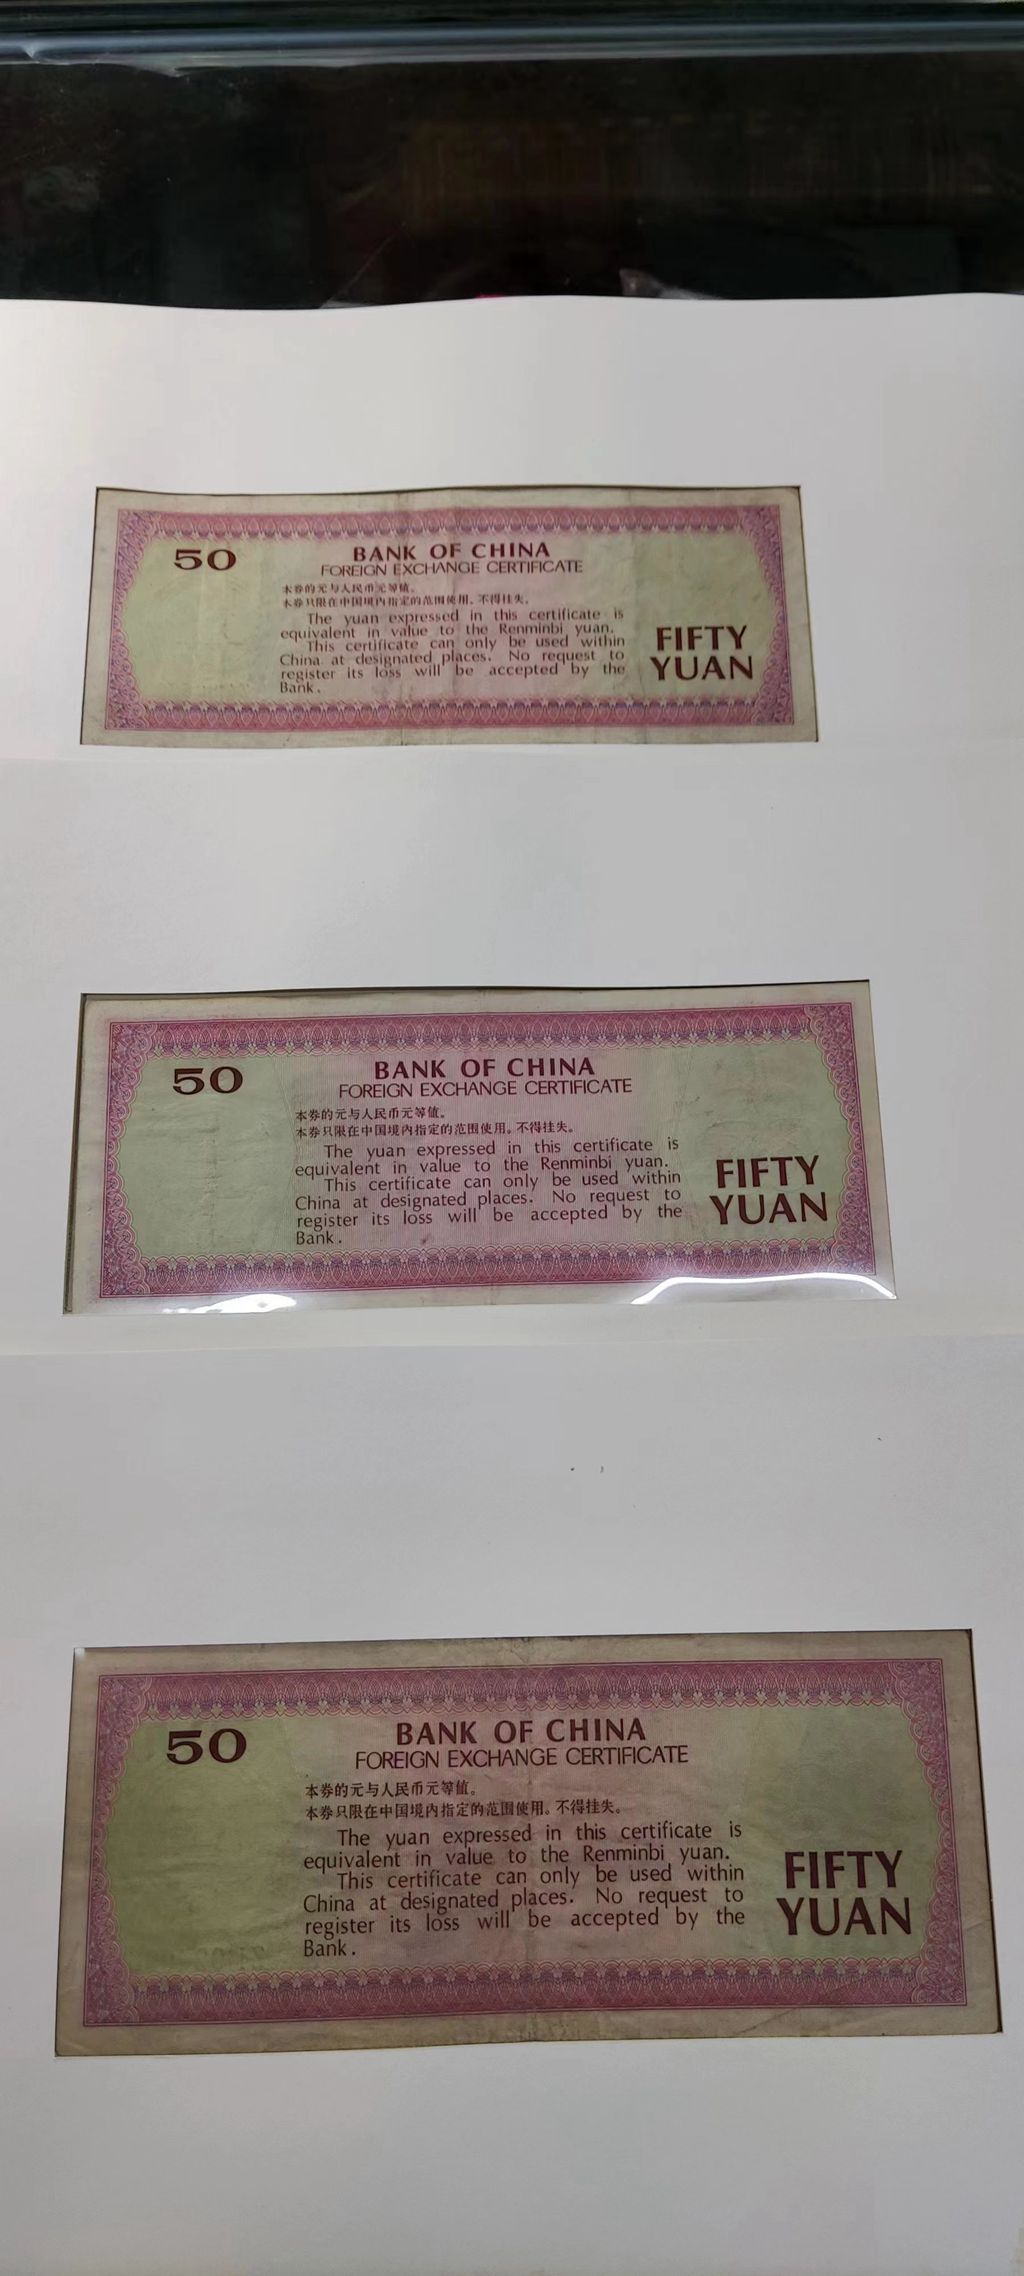 50
BANK OF CHINA
FOREIGN EXCHANGE CERTIFICATE
本券的元与人民币元等值。
本券只限在中国境内指定的范围使用。不得挂失。
The yuan expressed in this certificate is
equivalent in value to the Renminbi yuan.
This certificate can only be used within
China at designated places. No request to
register its loss will be accepted by the
Bank.
FIFTY
YUAN
50
BANK OF CHINA
FOREIGN EXCHANGE CERTIFICATE
本券的元与人民币元等值。
本券只限在中国境内指定的范围使用。不得挂失。
The yuan expressed in this certificate is
equivalent in value to the Renminbi yuan.
This certificate can only be used within
China at designated places. No request to
register its loss will be accepted by the
Bank.
FIFTY
YUAN
50
BANK OF CHINA
FOREIGN EXCHANGE CERTIFICATE
本券的元与人民币元等值。
本券只限在中国境内指定的范围使用。不得挂失。
The yuan expressed in this certificate is
equivalent in value to the Renminbi yuan.
This certificate can only be used within
China at designated places. No request to
register its loss will be accepted by the
Bank.
FIFTY
YUAN